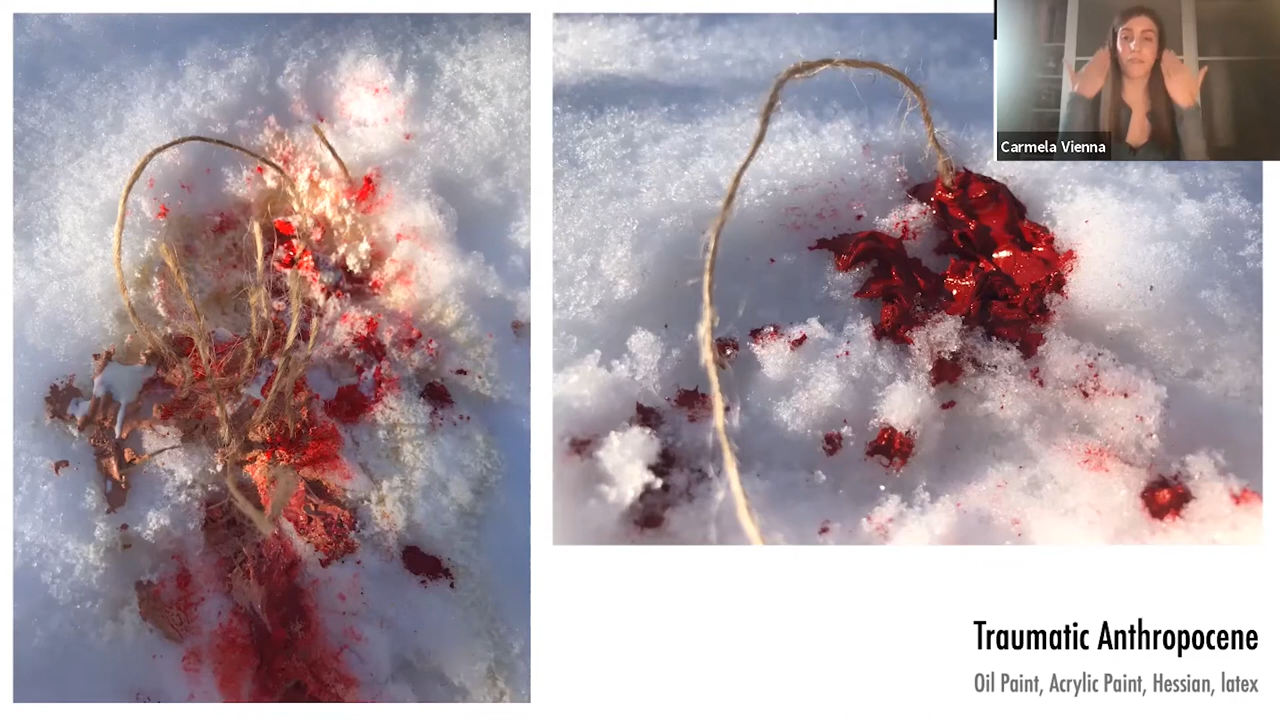 Carmela Vienna
Traumatic Anthropocene
Oil Paint, Acrylic Paint, Hessian, latex